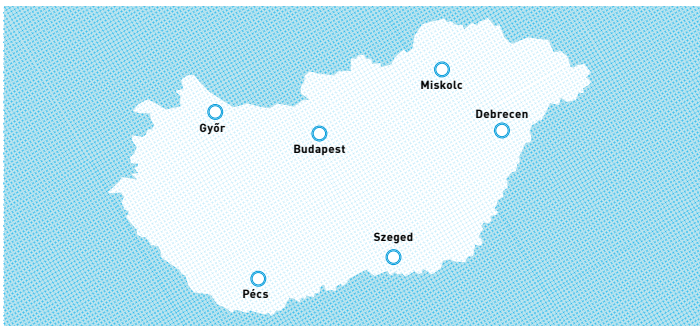 Miskolc
Debrecen
Győr
Budapest
Szeged
Pécs